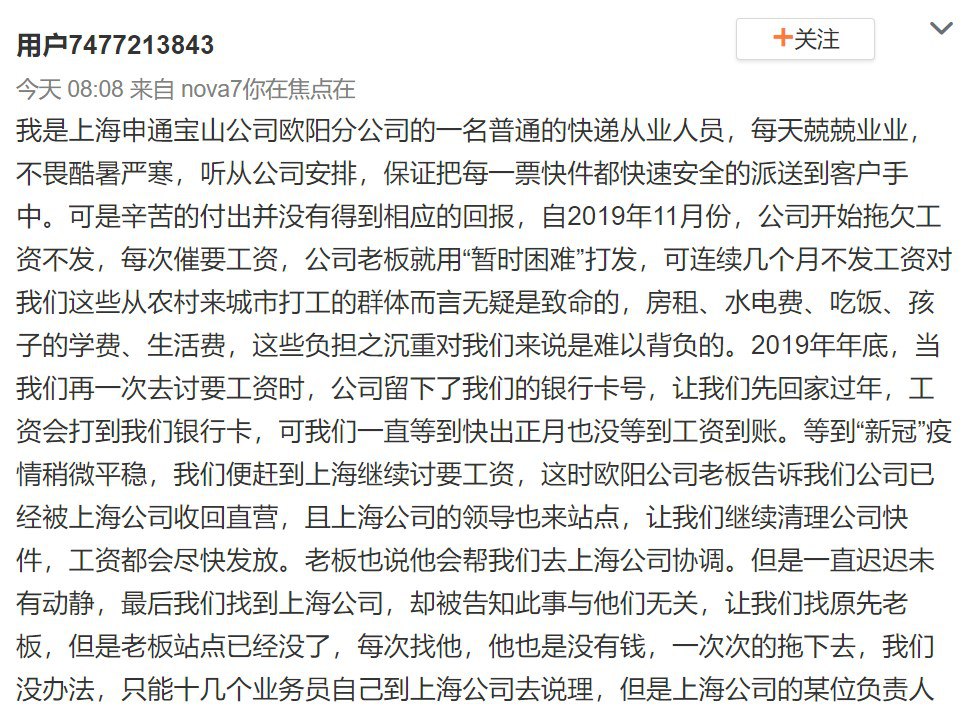 用户7477213843
+关注
今天 08:08 来自 nova7你在焦点在
我是上海申通宝山公司欧阳分公司的一名普通的快递从业人员，每天兢兢业业，
不畏酷暑严寒，听从公司安排，保证把每一票快件都快速安全的派送到客户手
中。可是辛苦的付出并没有得到相应的回报，自2019年11月份，公司开始拖欠工
资不发，每次催要工资，公司老板就用“暂时困难”打发，可连续几个月不发工资对
我们这些从农村来城市打工的群体而言无疑是致命的，房租、水电费、吃饭、孩
子的学费、生活费，这些负担之沉重对我们来说是难以背负的。2019年年底，当
我们再一次去讨要工资时，公司留下了我们的银行卡号，让我们先回家过年，工
资会打到我们银行卡，可我们一直等到快出正月也没等到工资到账。等到“新冠”疫
情稍微平稳，我们便赶到上海继续讨要工资，这时欧阳公司老板告诉我们公司已
经被上海公司收回直营，且上海公司的领导也来站点，让我们继续清理公司快
件，工资都会尽快发放。老板也说他会帮我们去上海公司协调。但是一直迟迟未
有动静，最后我们找到上海公司，却被告知此事与他们无关，让我们找原先老
板，但是老板站点已经没了，每次找他，他也是没有钱，一次次的拖下去，我们
没办法，只能十几个业务员自己到上海公司去说理，但是上海公司的某位负责人